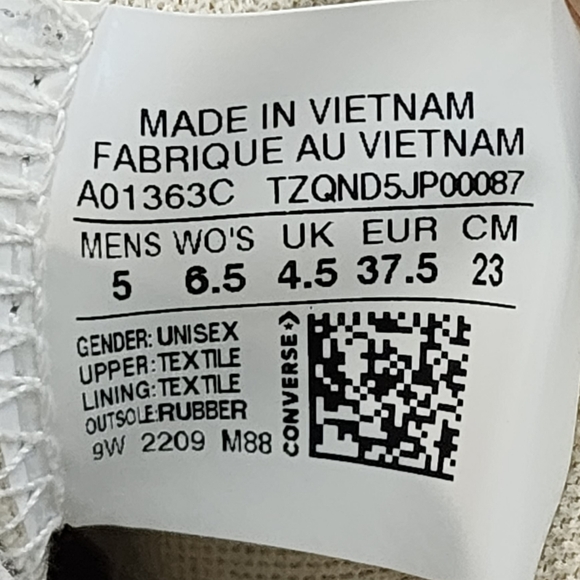 MADE IN VIETNAM
FABRIQUE AU VIETNAM
A01363C TZQND5JP00087
MENS WO'S UK EUR CM
5 6.5 4.5 37.5 23
GENDER: UNISEX
UPPER: TEXTILE
LINING: TEXTILE
OUTSOLE: RUBBER
9W 2209 M88
CONVERSE